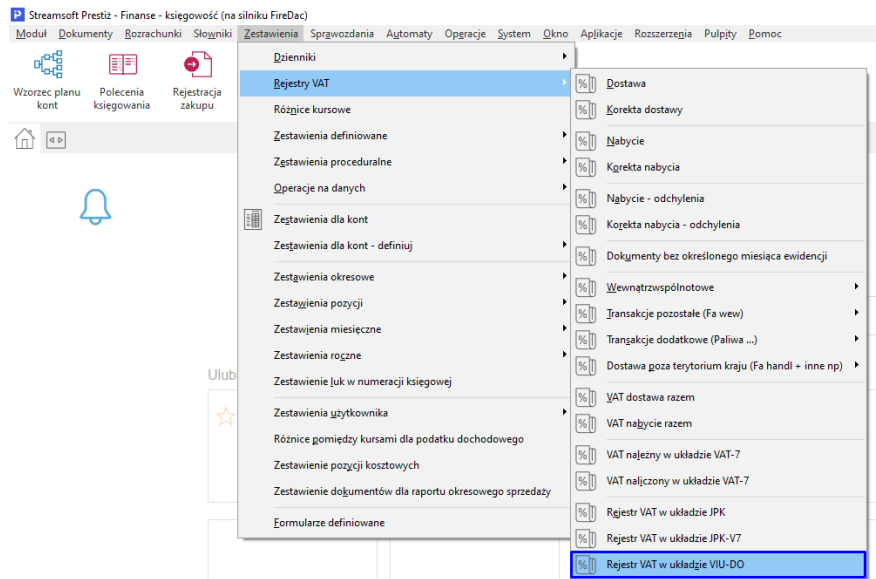 Streamsoft Prestiż - Finanse - księgowość (na silniku FireDac)
Moduł Dokumenty Rozrachunki Słowniki Zestawienia Sprawozdania Automaty Operacje System Okno Aplikacje Rozszerzenia Pulpity Pomoc
Wzorzec planu kont
Polecenia księgowania
Rejestracja zakupu
Dzienniki
Rejestry VAT
Różnice kursowe
Zestawienia definiowane
Zestawienia proceduralne
Operacje na danych
Zestawienia dla kont
Zestawienia dla kont - definiuj
Zestawienia okresowe
Zestawienia pozycji
Zestawienia miesięczne
Zestawienia roczne
Zestawienie luk w numeracji księgowej
Zestawienia użytkownika
Różnice pomiędzy kursami dla podatku dochodowego
Zestawienie pozycji kosztowych
Zestawienie dokumentów dla raportu okresowego sprzedaży
Formularze definiowane
Dostawa
Korekta dostawy
Nabycie
Korekta nabycia
Nabycie - odchylenia
Korekta nabycia - odchylenia
Dokumenty bez określonego miesiąca ewidencji
Wewnątrzwspólnotowe
Transakcje pozostałe (Fa wew)
Transakcje dodatkowe (Paliwa ...)
Dostawa poza terytorium kraju (Fa handl + inne np)
VAT dostawa razem
VAT nabycie razem
VAT należny w układzie VAT-7
VAT naliczony w układzie VAT-7
Rejestr VAT w układzie JPK
Rejestr VAT w układzie JPK-V7
Rejestr VAT w układzie VIU-DO
Ulub